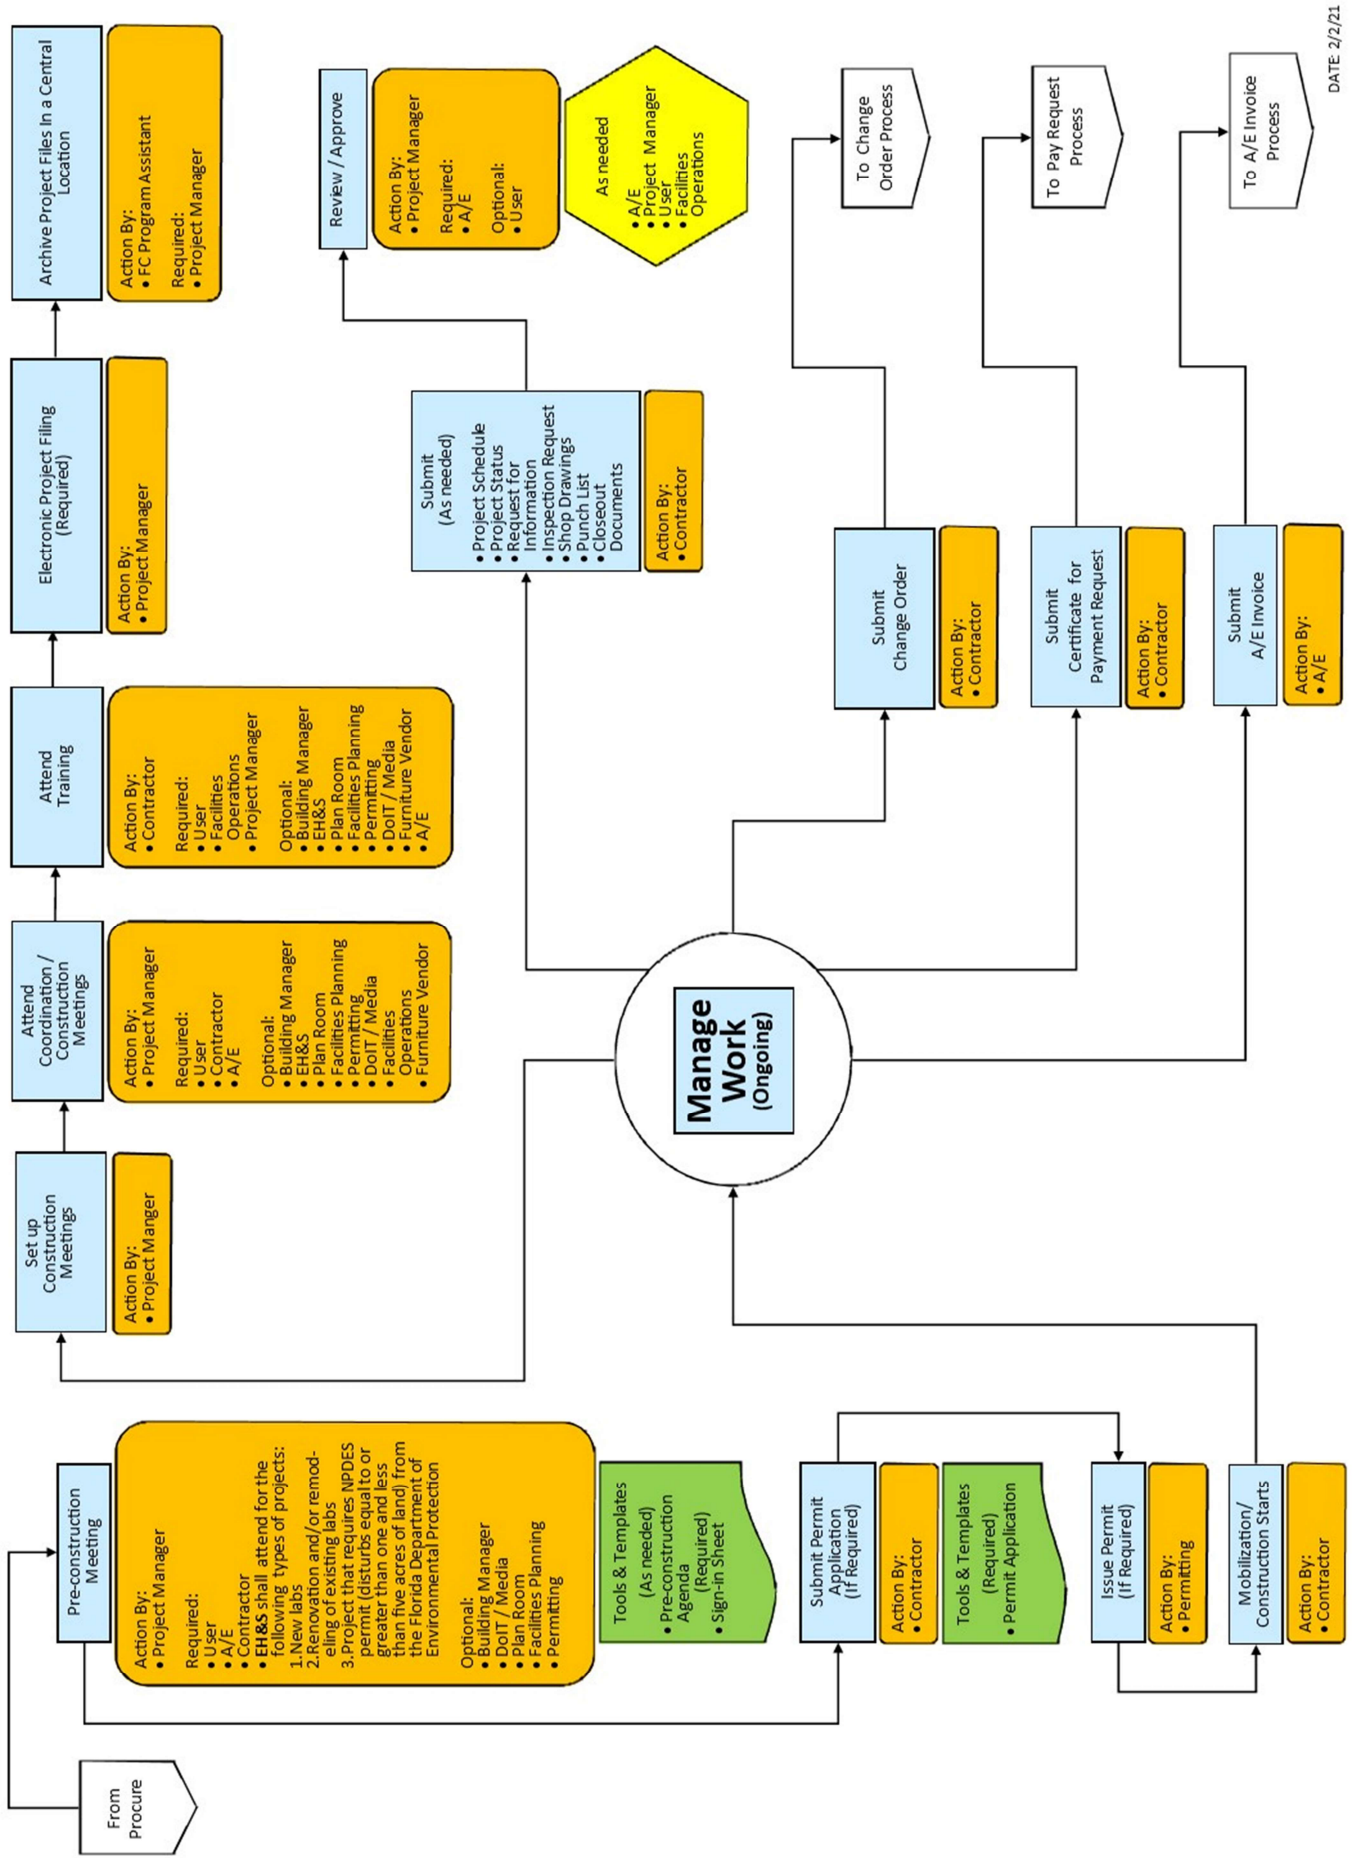 From
Procure
Pre-construction
Meeting
Action By:
• Project Manager
Required:
• User
• A/E
• Contractor
• EH&S shall attend for the
following types of projects:
1.New labs
2.Renovation and/or remod-
eling of existing labs
3.Project that requires NPDES
permit (disturbs equal to or
greater than one and less
than five acres of land) from
the Florida Department of
Environmental Protection
Optional:
• Building Manager
• DoIT / Media
• Plan Room
• Facilities Planning
• Permitting
Tools & Templates
(As needed)
• Pre-construction
Agenda
(Required)
• Sign-in Sheet
Submit Permit
Application
(If Required)
Action By:
• Contractor
Tools & Templates
(Required)
• Permit Application
Issue Permit
(If Required)
Action By:
• Permitting
Mobilization/
Construction Starts
Action By:
• Contractor
Manage
Work
(Ongoing)
Set up
Construction
Meetings
Action By:
• Project Manger
Attend
Coordination /
Construction
Meetings
Action By:
• Project Manager
Required:
• User
• Contractor
• A/E
Optional:
• Building Manager
• EH&S
• Plan Room
• Facilities Planning
• Permitting
• DoIT / Media
• Facilities
Operations
• Furniture Vendor
Attend
Training
Action By:
• Contractor
Required:
• User
• Facilities
Operations
• Project Manager
Optional:
• Building Manager
• EH&S
• Plan Room
• Facilities Planning
• Permitting
• DoIT / Media
• Furniture Vendor
• A/E
Electronic Project Filing
(Required)
Action By:
• Project Manager
Archive Project Files In a Central
Location
Action By:
• FC Program Assistant
Required:
• Project Manager
Submit
(As needed)
• Project Schedule
• Project Status
• Request for
Information
• Inspection Request
• Shop Drawings
• Punch List
• Closeout
Documents
Action By:
• Contractor
Review / Approve
Action By:
• Project Manager
Required:
• A/E
Optional:
• User
As needed
• A/E
• Project Manager
• User
• Facilities
Operations
Submit
Change Order
Action By:
• Contractor
To Change
Order Process
Submit
Certificate for
Payment Request
Action By:
• Contractor
To Pay Request
Process
Submit
A/E Invoice
Action By:
• A/E
To A/E Invoice
Process
DATE: 2/2/21